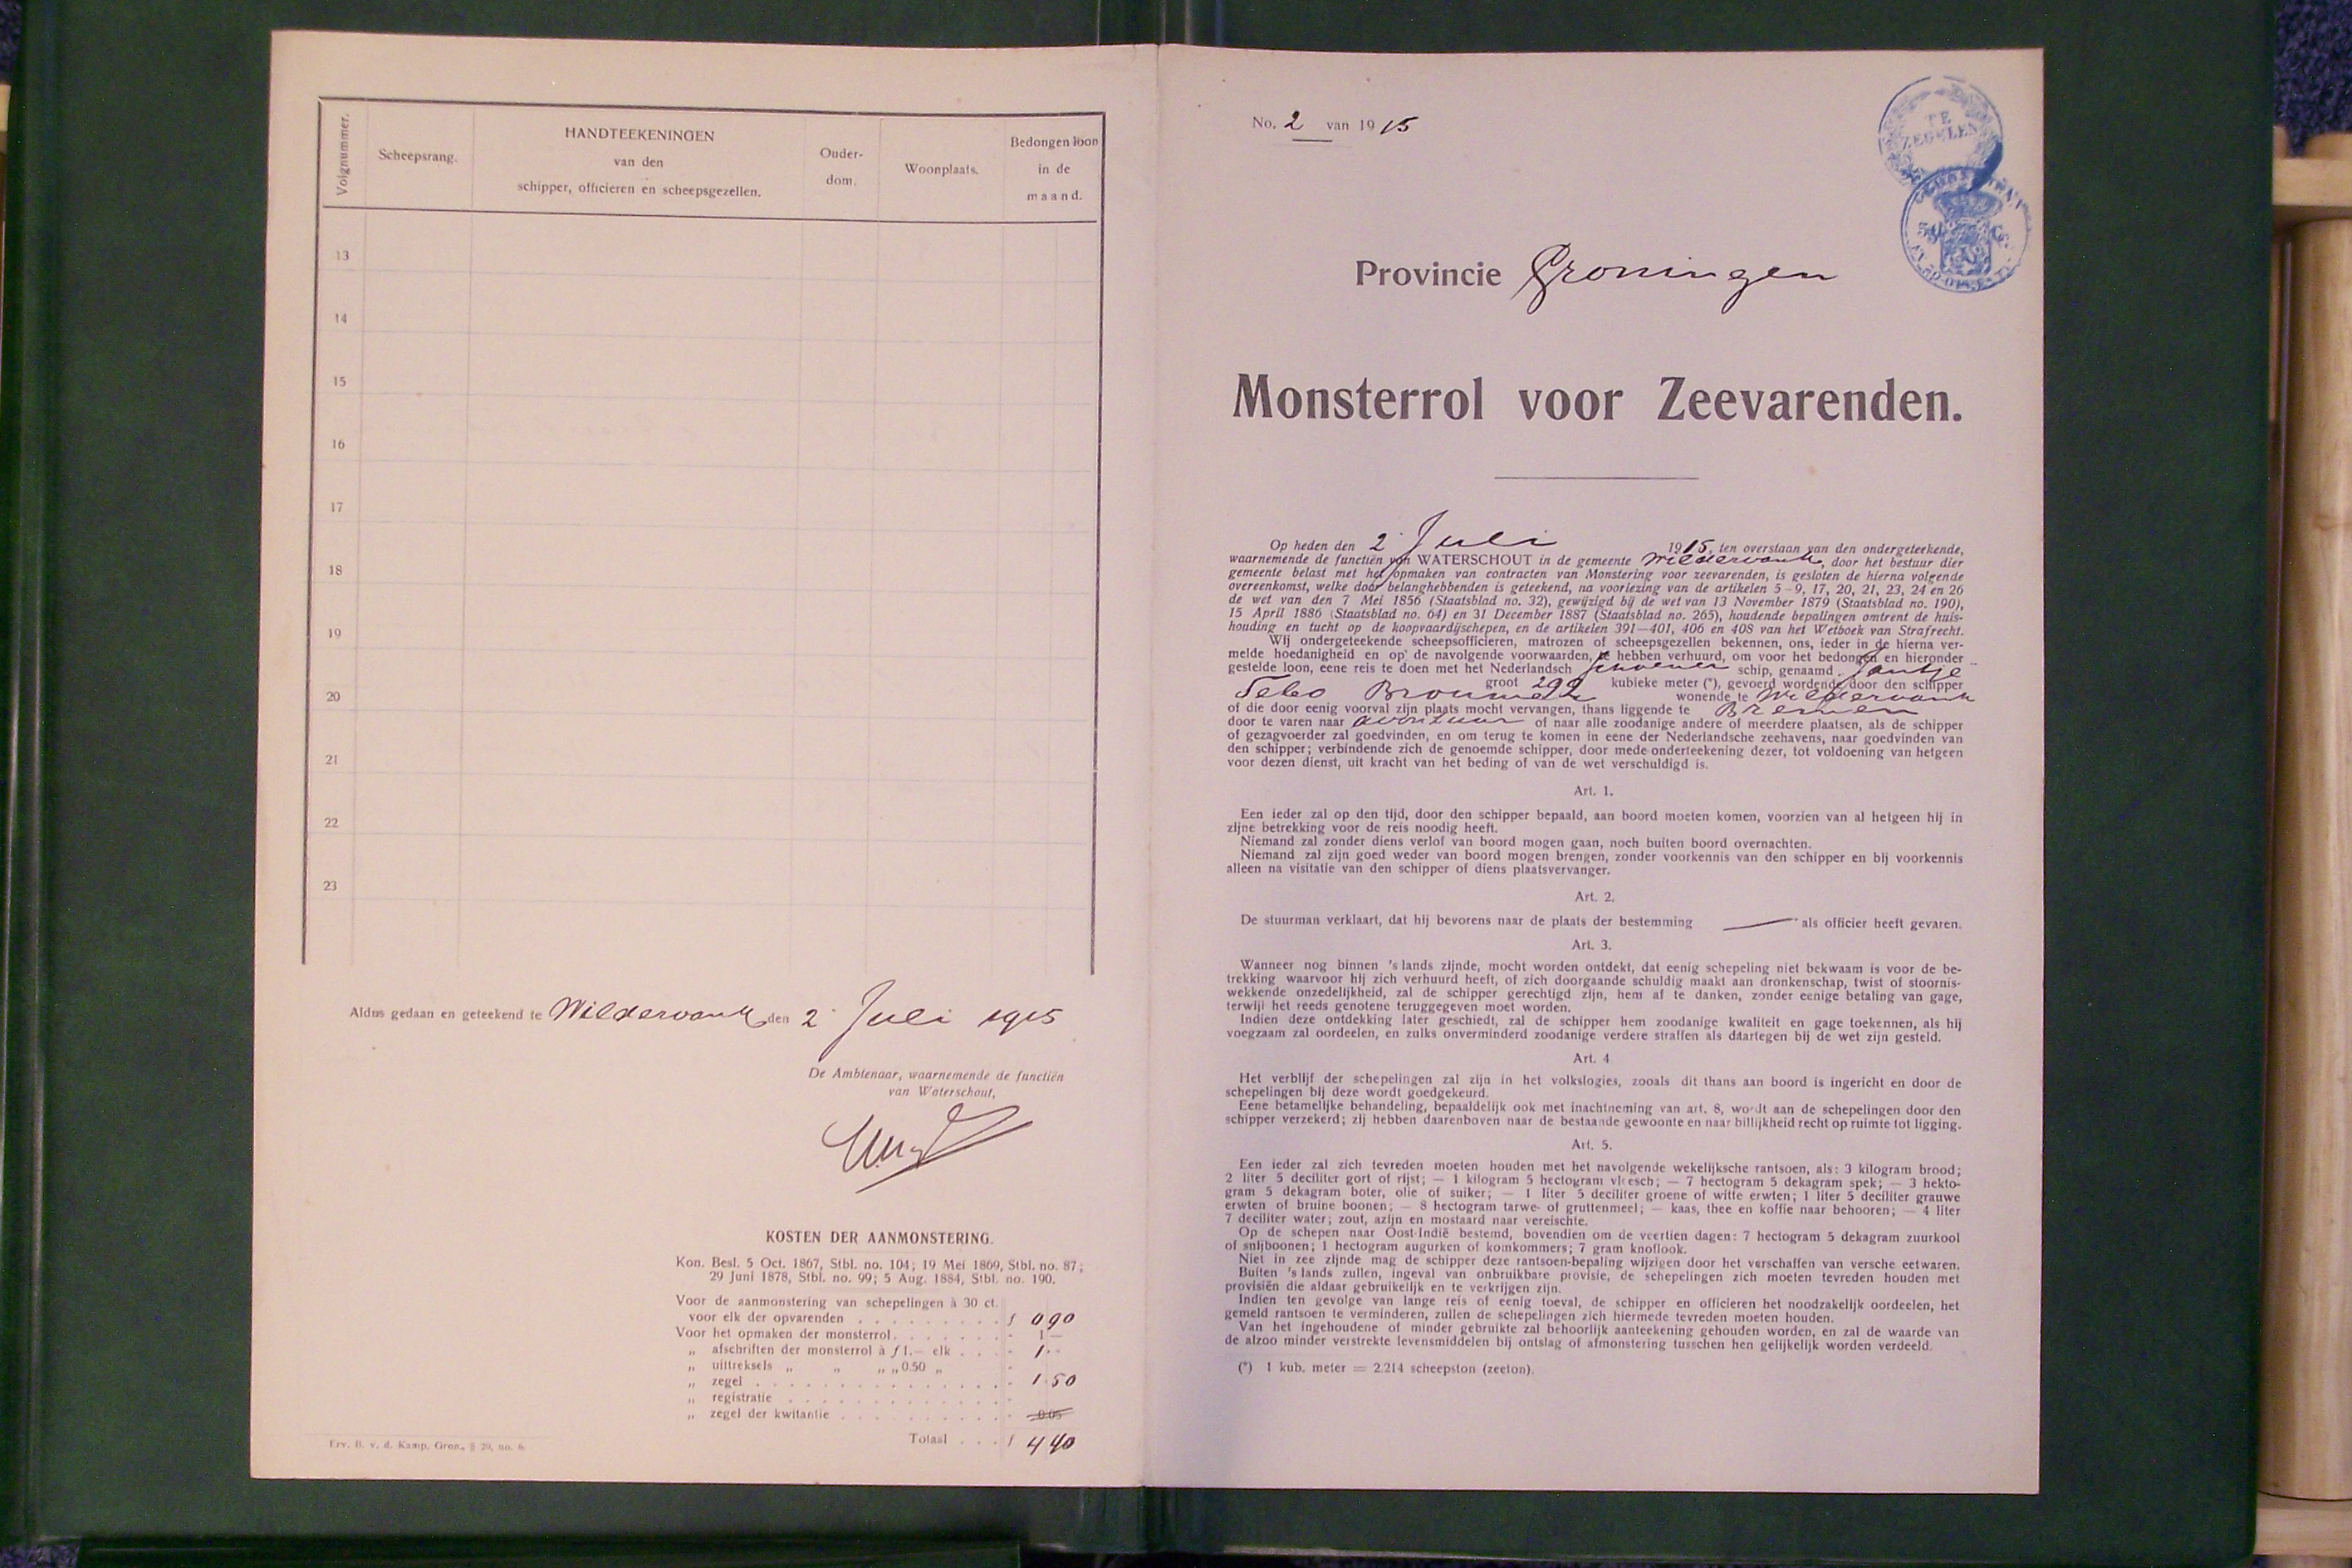 Volgnummer.
Scheepsrang.
HANDTEEKENINGEN
van den
schipper, officieren en scheepsgezellen.
Ouder-
dom.
Woonplaats.
Bedongen loon
in de
maand.
13
14
15
16
17
18
19
20
21
22
23
Aldus gedaan en geteekend te Wildervank, den 2 Juli 1915
De Ambtenaar, waarnemende de functiën
van Waterschout,
KOSTEN DER AANMONSTERING.
Kon. Besl. 5 Oct. 1867, Stbl. no. 104; 19 Mei 1869, Stbl. no. 87;
29 Juni 1878, Stbl. no. 99; 5 Aug. 1884, Stbl. no. 190.
Voor de aanmonstering van schepelingen à 30 ct.
voor elk der opvarenden . . . . . . . . . ƒ 0 90
Voor het opmaken der monsterrol . . . . . . . - 1 —
„ afschriften der monsterrol à ƒ 1.— elk . . . - 1 - -
„ uittreksels „ „ „ „ 0.50 „ -
„ zegel . . . . . . . . . . . . . . . - 1.50
„ registratie . . . . . . . . . . . . . -
„ zegel der kwitantie . . . . . . . . . . - 0.05
Totaal . . . ƒ 4 40
Erv. B. v. d. Kamp, Gron., § 29, no. 6
No. 2 van 1915
DE
ZEGELEN
Provincie Groningen
Monsterrol voor Zeevarenden.
Op heden den 2 Juli 1915, ten overstaan van den ondergeteekende,
waarnemende de functiën van WATERSCHOUT in de gemeente Wildervank, door het bestuur dier
gemeente belast met het opmaken van contracten van Monstering voor zeevarenden, is gesloten de hierna volgende
overeenkomst, welke door belanghebbenden is geteekend, na voorlezing van de artikelen 5-9, 17, 20, 21, 23, 24 en 26
de wet van den 7 Mei 1856 (Staatsblad no. 32), gewijzigd bij de wet van 13 November 1879 (Staatsblad no. 190),
15 April 1886 (Staatsblad no. 64) en 31 December 1887 (Staatsblad no. 265), houdende bepalingen omtrent de huis-
houding en tucht op de koopvaardijschepen, en de artikelen 391—401, 406 en 408 van het Wetboek van Strafrecht.
Wij ondergeteekende scheepsofficieren, matrozen of scheepsgezellen bekennen, ons, ieder in de hierna ver-
melde hoedanigheid en op de navolgende voorwaarden, te hebben verhuurd, om voor het bedongen en hieronder
gestelde loon, eene reis te doen met het Nederlandsch schoener schip, genaamd Jantje
groot 292 kubieke meter (*), gevoerd wordende door den schipper
Febo Brouwer wonende te Wildervank
of die door eenig voorval zijn plaats mocht vervangen, thans liggende te Bremen
door te varen naar avontuur of naar alle zoodanige andere of meerdere plaatsen, als de schipper
of gezagvoerder zal goedvinden, en om terug te komen in eene der Nederlandsche zeehavens, naar goedvinden van
den schipper; verbindende zich de genoemde schipper, door mede-onderteekening dezer, tot voldoening van hetgeen
voor dezen dienst, uit kracht van het beding of van de wet verschuldigd is.
Art. 1.
Een ieder zal op den tijd, door den schipper bepaald, aan boord moeten komen, voorzien van al hetgeen hij in
zijne betrekking voor de reis noodig heeft.
Niemand zal zonder diens verlof van boord mogen gaan, noch buiten boord overnachten.
Niemand zal zijn goed weder van boord mogen brengen, zonder voorkennis van den schipper en bij voorkennis
alleen na visitatie van den schipper of diens plaatsvervanger.
Art. 2.
De stuurman verklaart, dat hij bevorens naar de plaats der bestemming — als officier heeft gevaren.
Art. 3.
Wanneer nog binnen 's lands zijnde, mocht worden ontdekt, dat eenig schepeling niet bekwaam is voor de be-
trekking waarvoor hij zich verhuurd heeft, of zich doorgaande schuldig maakt aan dronkenschap, twist of stoornis-
wekkende onzedelijkheid, zal de schipper gerechtigd zijn, hem af te danken, zonder eenige betaling van gage,
terwijl het reeds genotene teruggegeven moet worden.
Indien deze ontdekking later geschiedt, zal de schipper hem zoodanige kwaliteit en gage toekennen, als hij
voegzaam zal oordeelen, en zulks onverminderd zoodanige verdere straffen als daartegen bij de wet zijn gesteld.
Art. 4
Het verblijf der schepelingen zal zijn in het volkslogies, zooals dit thans aan boord is ingericht en door de
schepelingen bij deze wordt goedgekeurd.
Eene betamelijke behandeling, bepaaldelijk ook met inachtneming van art. 8, wordt aan de schepelingen door den
schipper verzekerd; zij hebben daarenboven naar de bestaande gewoonte en naar billijkheid recht op ruimte tot ligging.
Art. 5.
Een ieder zal zich tevreden moeten houden met het navolgende wekelijksche rantsoen, als: 3 kilogram brood;
2 liter 5 deciliter gort of rijst; — 1 kilogram 5 hectogram vleesch; — 7 hectogram 5 dekagram spek; — 3 hekto-
gram 5 dekagram boter, olie of suiker; — 1 liter 5 deciliter groene of witte erwten; 1 liter 5 deciliter grauwe
erwten of bruine boonen; — 8 hectogram tarwe- of gruttenmeel; — kaas, thee en koffie naar behooren; — 4 liter
7 deciliter water; zout, azijn en mostaard naar vereischte.
Op de schepen naar Oost-Indië bestemd, bovendien om de veertien dagen: 7 hectogram 5 dekagram zuurkool
of snijboonen; 1 hectogram augurken of komkommers; 7 gram knoflook.
Niet in zee zijnde mag de schipper deze rantsoen-bepaling wijzigen door het verschaffen van versche eetwaren.
Buiten 's lands zullen, ingeval van onbruikbare provisie, de schepelingen zich moeten tevreden houden met
provisiën die aldaar gebruikelijk en te verkrijgen zijn.
Indien ten gevolge van lange reis of eenig toeval, de schipper en officieren het noodzakelijk oordeelen, het
gemeld rantsoen te verminderen, zullen de schepelingen zich hiermede tevreden moeten houden.
Van het ingehoudene of minder gebruikte zal behoorlijk aanteekening gehouden worden, en zal de waarde van
de alzoo minder verstrekte levensmiddelen bij ontslag of afmonstering tusschen hen gelijkelijk worden verdeeld.
(*) 1 kub. meter = 2.214 scheepston (zeeton).